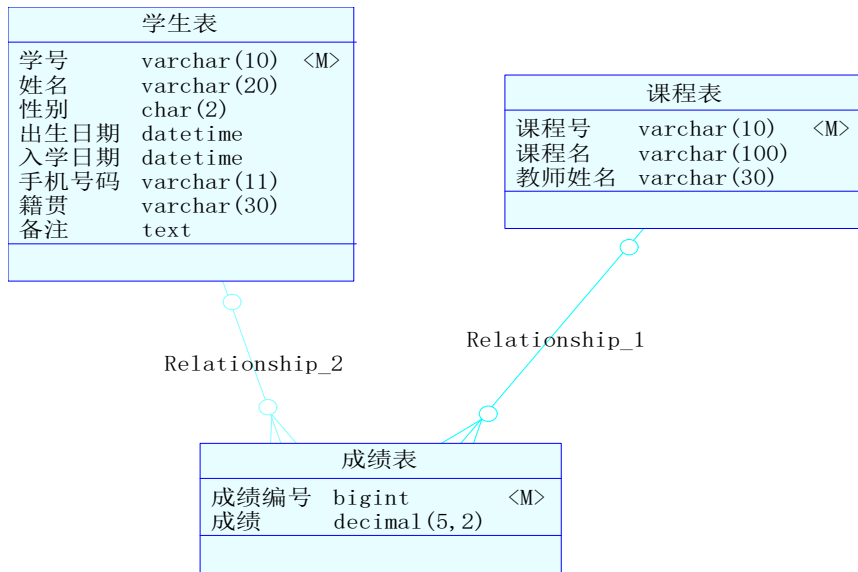 学生表
学号 varchar(10) <M>
姓名 varchar(20)
性别 char(2)
出生日期 datetime
入学日期 datetime
手机号码 varchar(11)
籍贯 varchar(30)
备注 text
课程表
课程号 varchar(10) <M>
课程名 varchar(100)
教师姓名 varchar(30)
Relationship_1
Relationship_2
成绩表
成绩编号 bigint <M>
成绩 decimal(5,2)